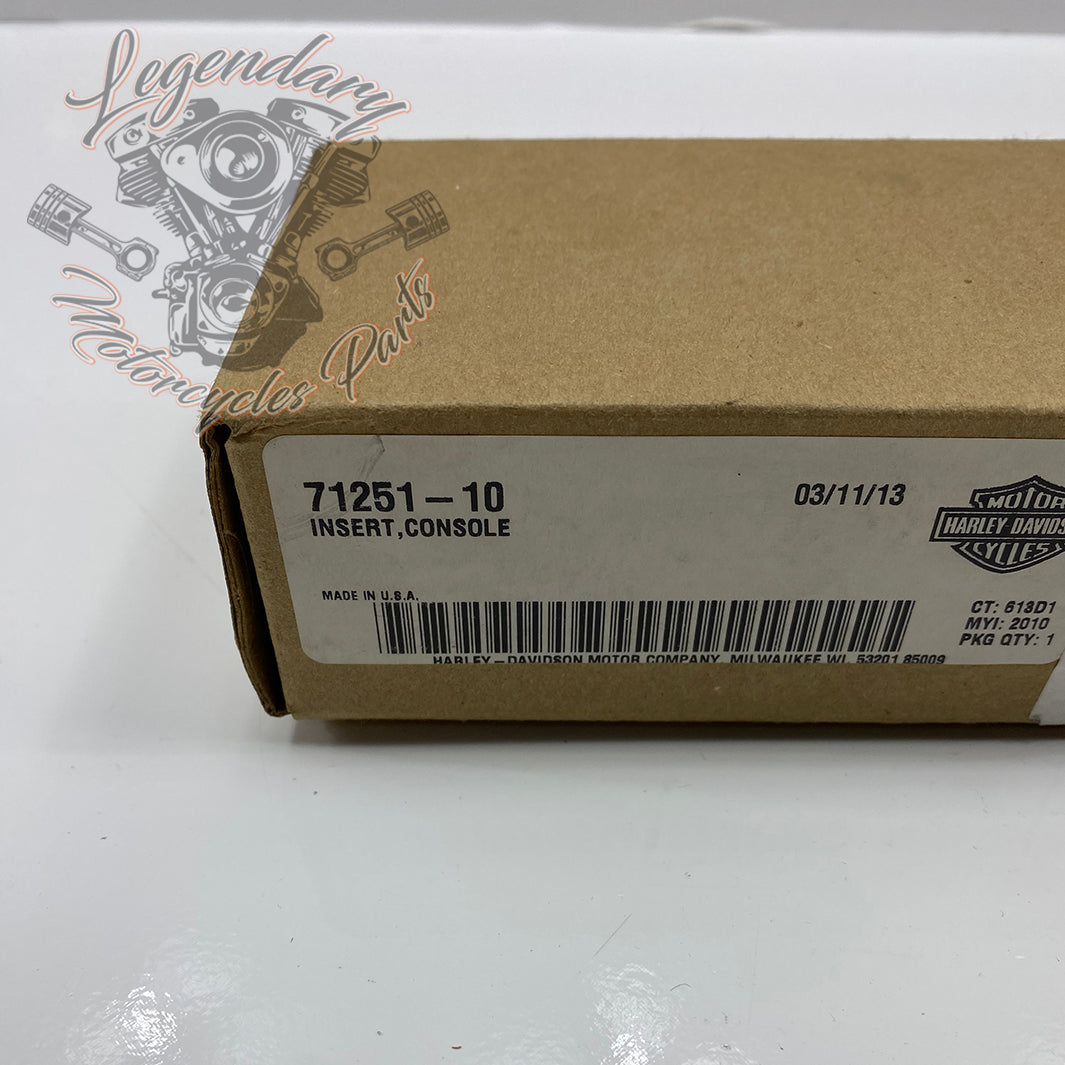 Legendary
Motorcycles Parts
71251-10
INSERT,CONSOLE
03/11/13
MOTOR
HARLEY DAVIDS
CYCLES
MADE IN U.S.A.
CT: 613D1
MYI: 2010
PKG QTY: 1
HARLEY-DAVIDSON MOTOR COMPANY, MILWAUKEE WI, 53201 85009